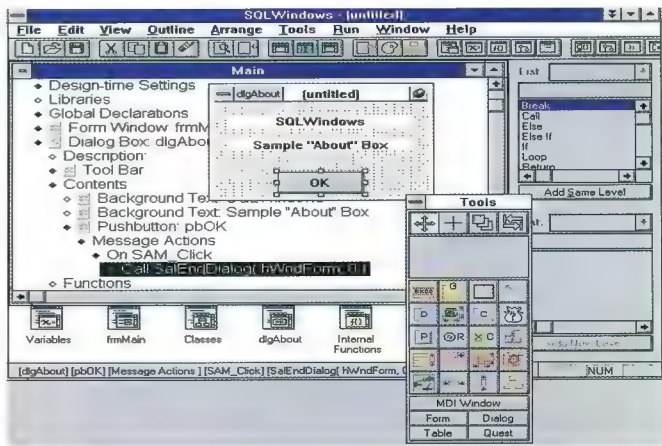 SQLWindows - [untitled]
File Edit View Outline Arrange Tools Run Window Help
Main
Design-time Settings
Libraries
Global Declarations
Form Window: frmM
Dialog Box: dlgAbou
Description:
Tool Bar
Contents
Background Text:
Background Text: Sample "About" Box
Pushbutton: pbOK
Message Actions
On SAM_Click
Call SalEndDialog( hWndForm, 0 )
Functions
dlgAbout (untitled)
SQLWindows
Sample "About" Box
OK
List
Break
Call
Else
Else If
If
Loop
Return
Add Same Level
Tools
MDI Window
Form Dialog
Table Quest
Variables
frmMain
Classes
dlgAbout
Internal Functions
[dlgAbout] [pbOK] [Message Actions ] [SAM_Click] [SalEndDialog( hWndForm, 0
NUM